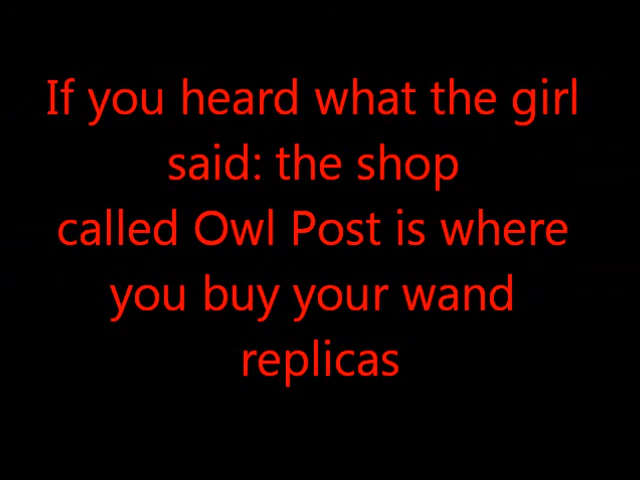 If you heard what the girl
said: the shop
called Owl Post is where
you buy your wand
replicas